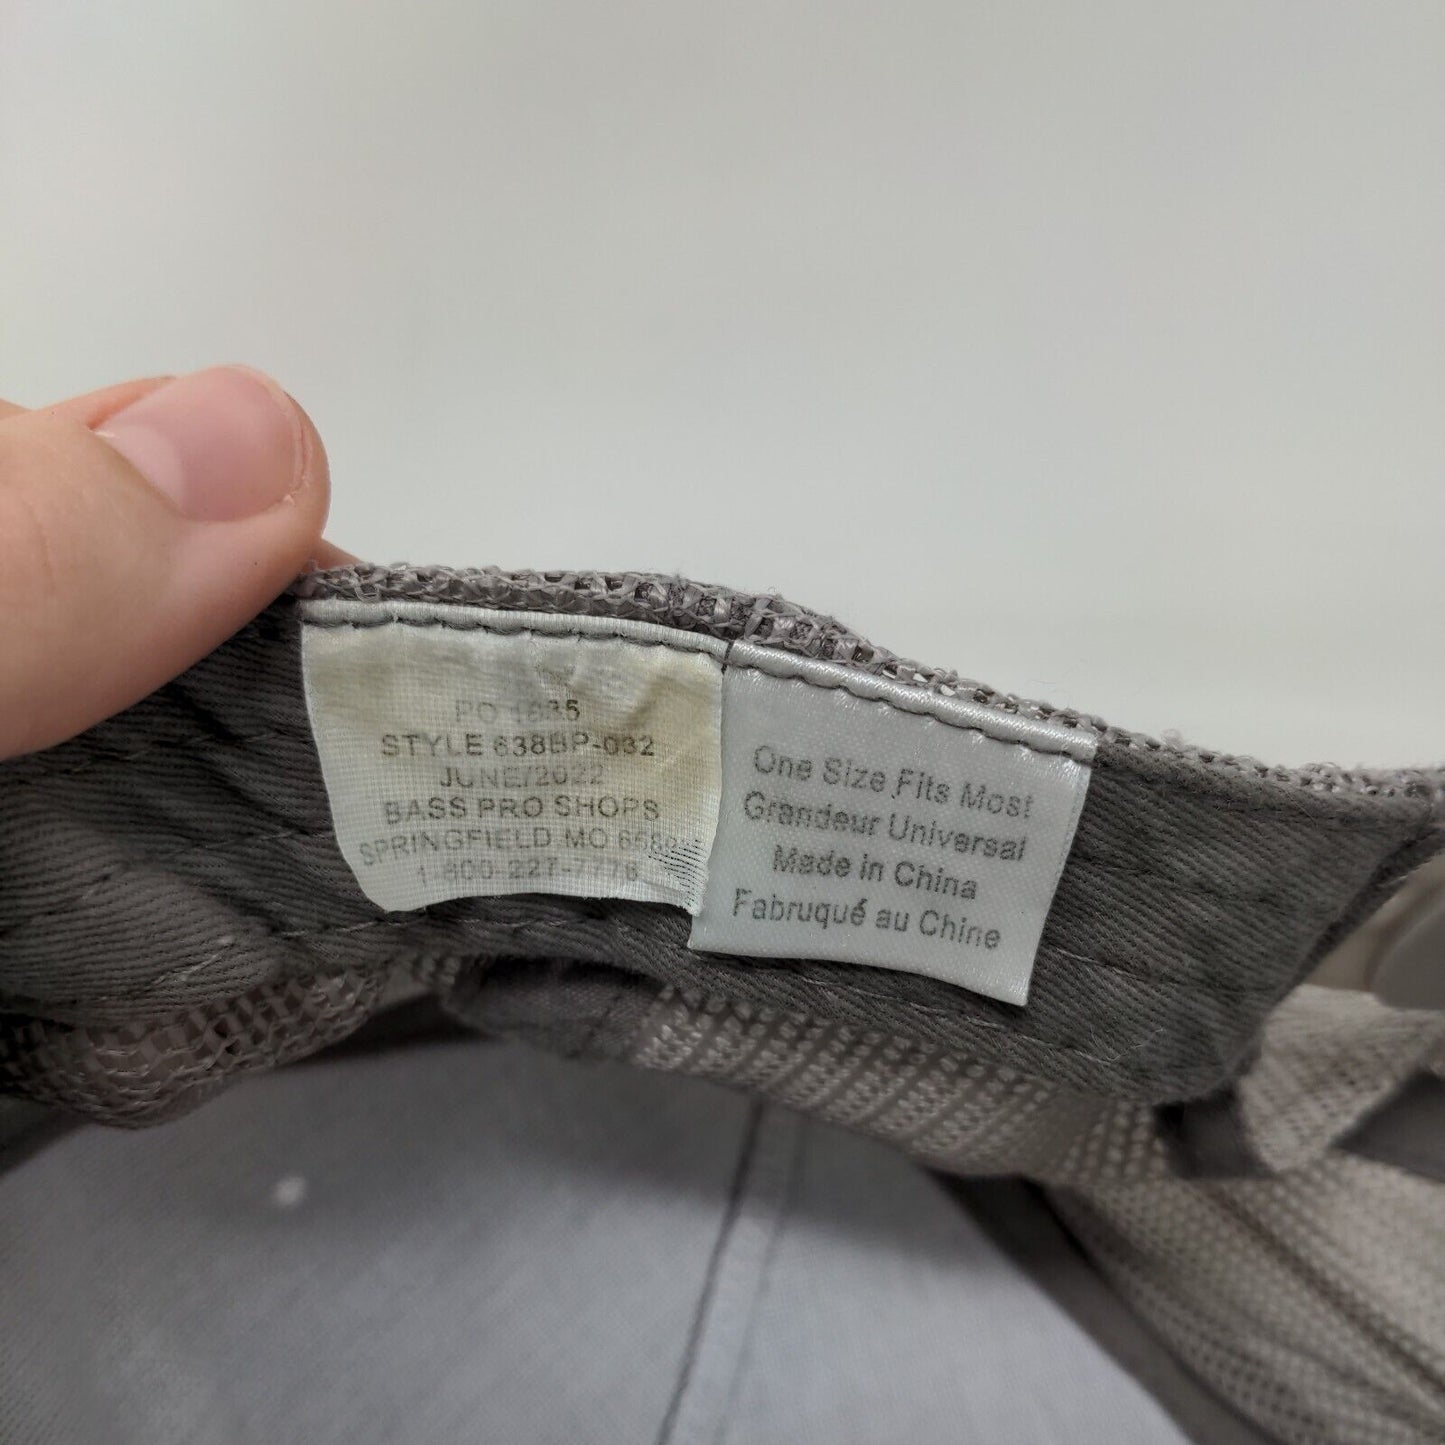 PO 1835
STYLE 638BP-032
JUNE/2022
BASS PRO SHOPS
SPRINGFIELD MO
1-800-227-7776
One Size Fits Most
Grandeur Universal
Made in China
Fabruqué au Chine